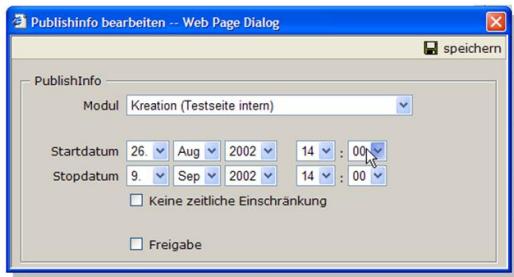 Publishinfo bearbeiten -- Web Page Dialog
speichern
PublishInfo
Modul Kreation (Testseite intern)
Startdatum 26. Aug 2002 14 : 00
Stopdatum 9. Sep 2002 14 : 00
Keine zeitliche Einschränkung
Freigabe